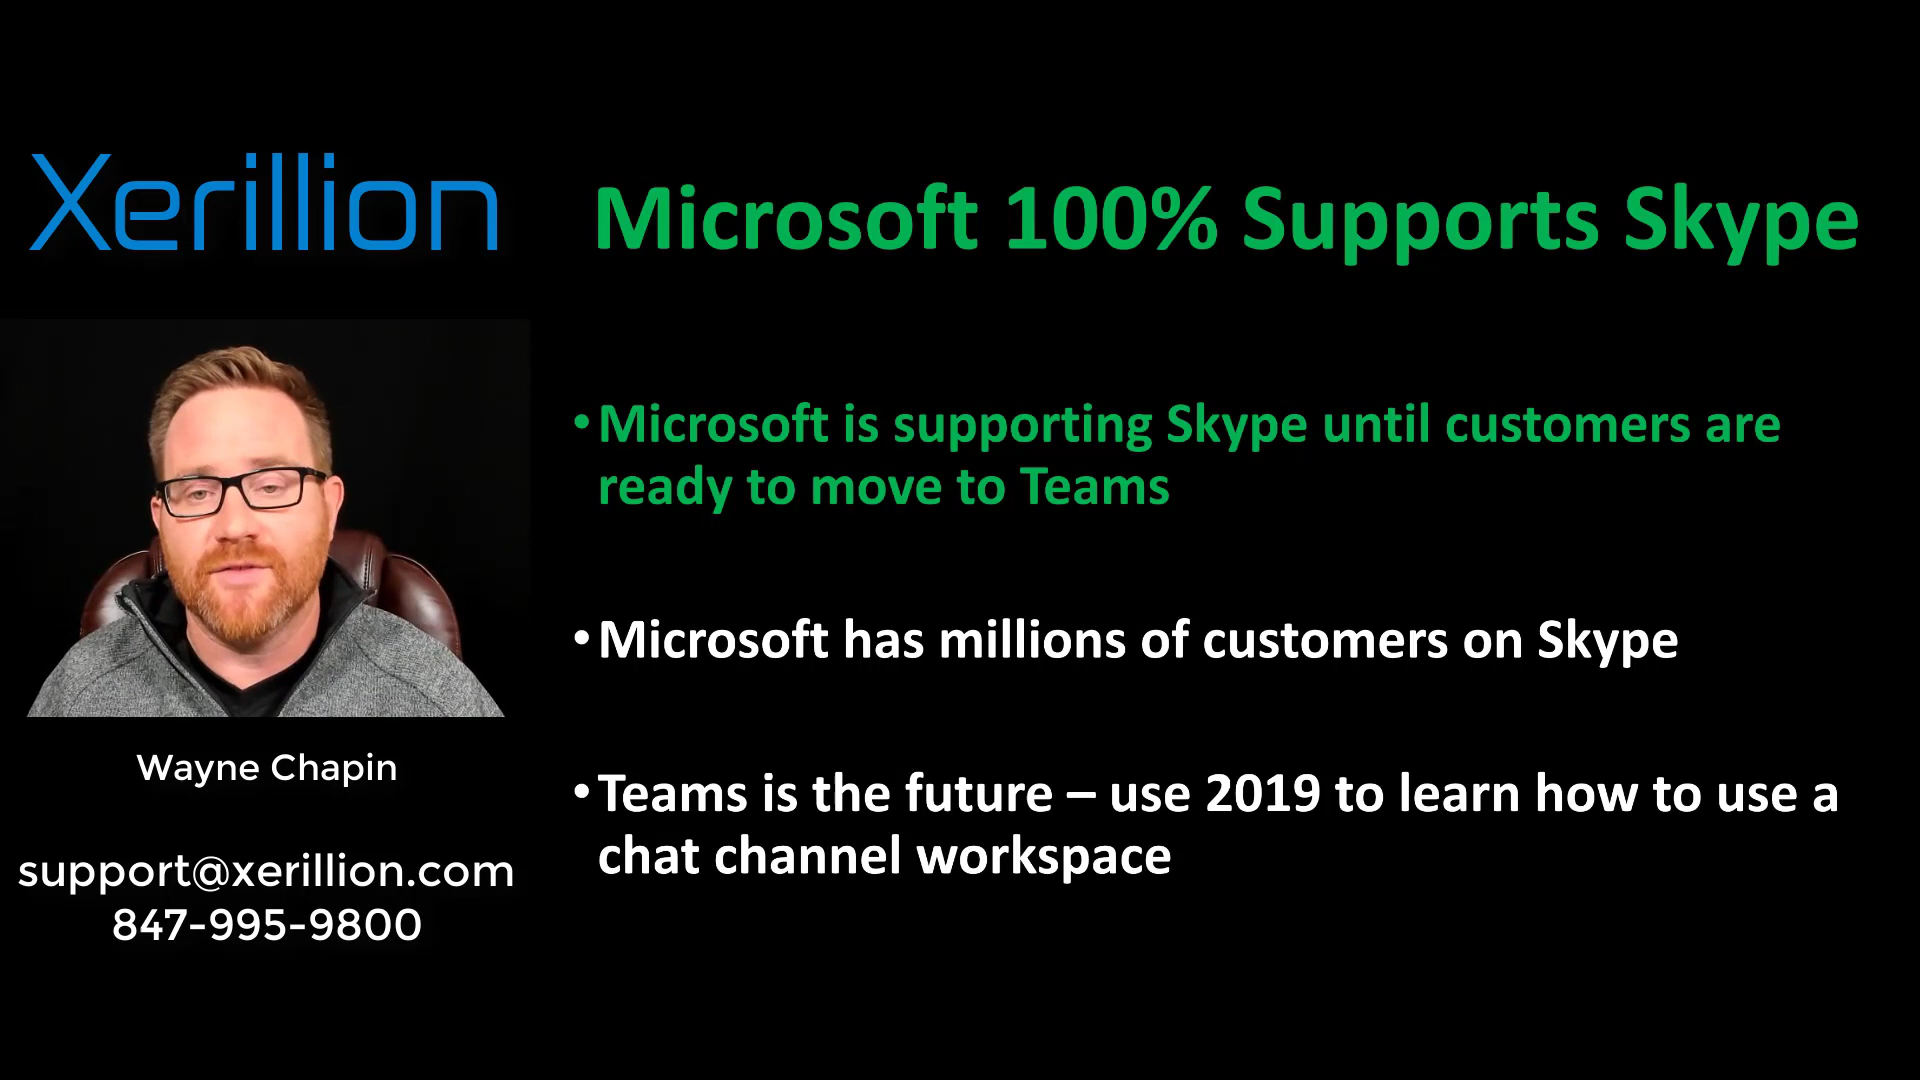 Xerillion
Microsoft 100% Supports Skype
•Microsoft is supporting Skype until customers are
ready to move to Teams
•Microsoft has millions of customers on Skype
•Teams is the future – use 2019 to learn how to use a
chat channel workspace
Wayne Chapin
support@xerillion.com
847-995-9800